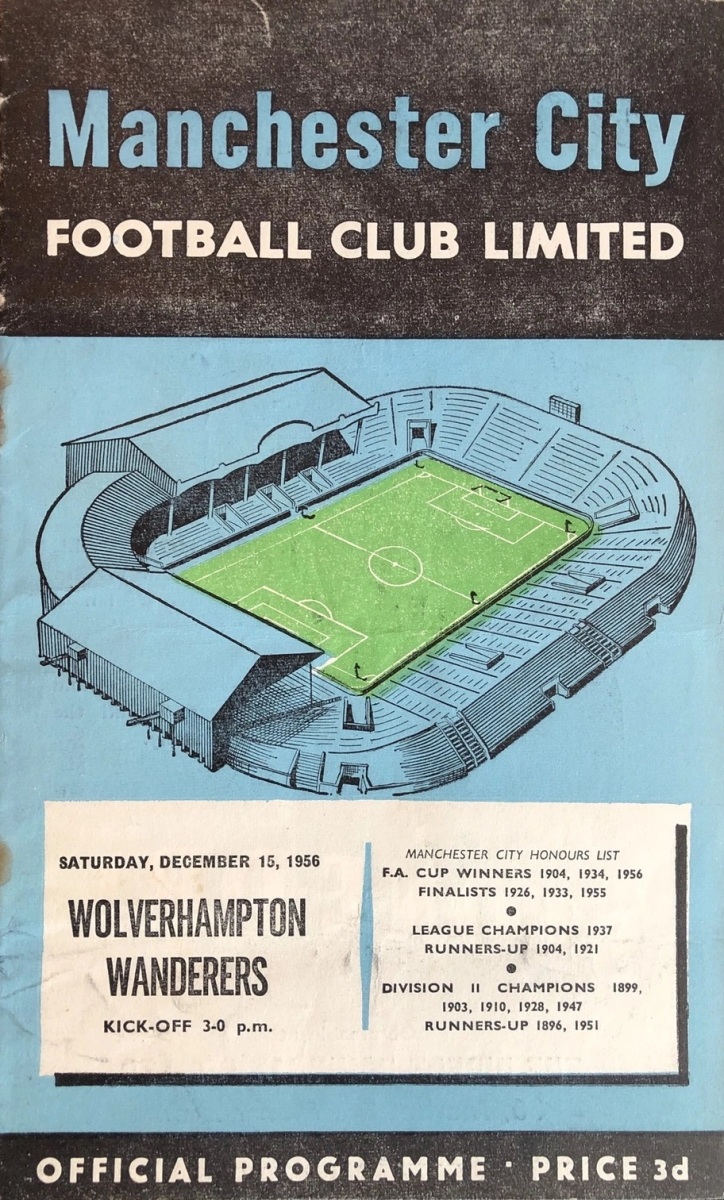 Manchester City
FOOTBALL CLUB LIMITED
SATURDAY, DECEMBER 15, 1956
WOLVERHAMPTON
WANDERERS
KICK-OFF 3-0 p.m.
MANCHESTER CITY HONOURS LIST
F.A. CUP WINNERS 1904, 1934, 1956
FINALISTS 1926, 1933, 1955
LEAGUE CHAMPIONS 1937
RUNNERS-UP 1904, 1921
DIVISION II CHAMPIONS 1899,
1903, 1910, 1928, 1947
RUNNERS-UP 1896, 1951
OFFICIAL PROGRAMME · PRICE 3d